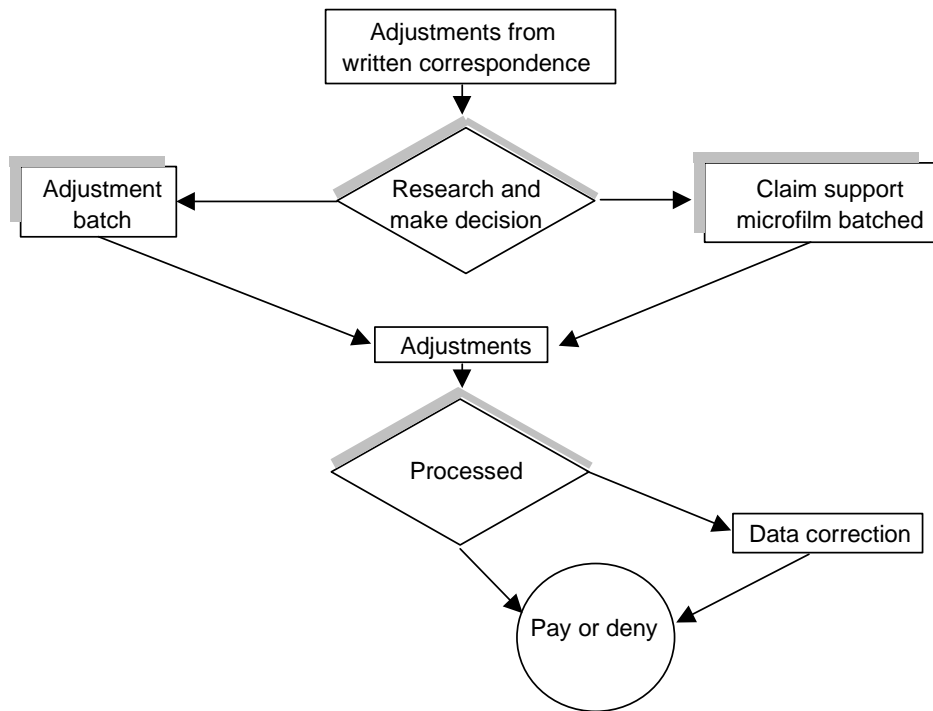 Adjustments from
written correspondence
Research and
make decision
Adjustment
batch
Claim support
microfilm batched
Adjustments
Processed
Data correction
Pay or deny